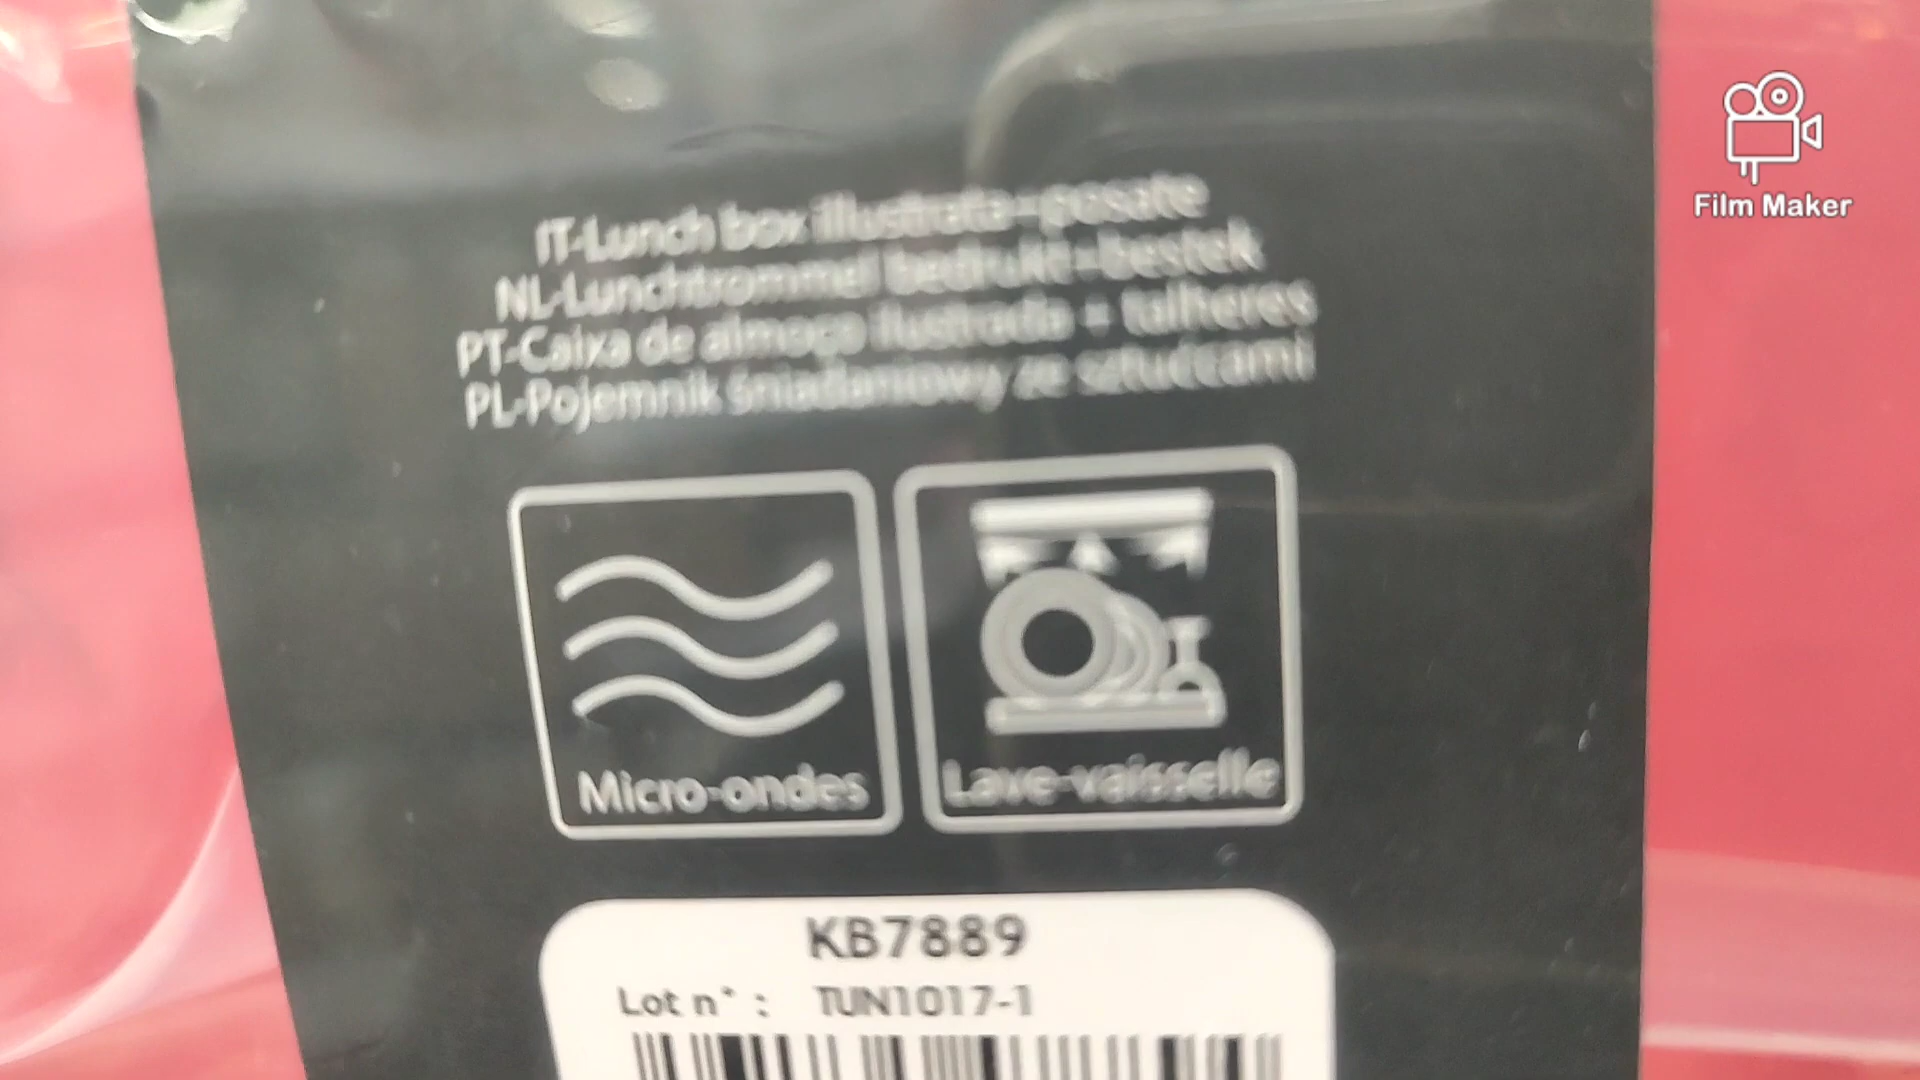 IT-Lunch box illustrata+posate
NL-Lunchtrommel bedrukt+bestek
PT-Caixa de almoço ilustrada + talheres
PL-Pojemnik śniadaniowy ze sztućcami
Micro-ondes
Lave-vaisselle
KB7889
Lot n° : TUN1017-1
Film Maker